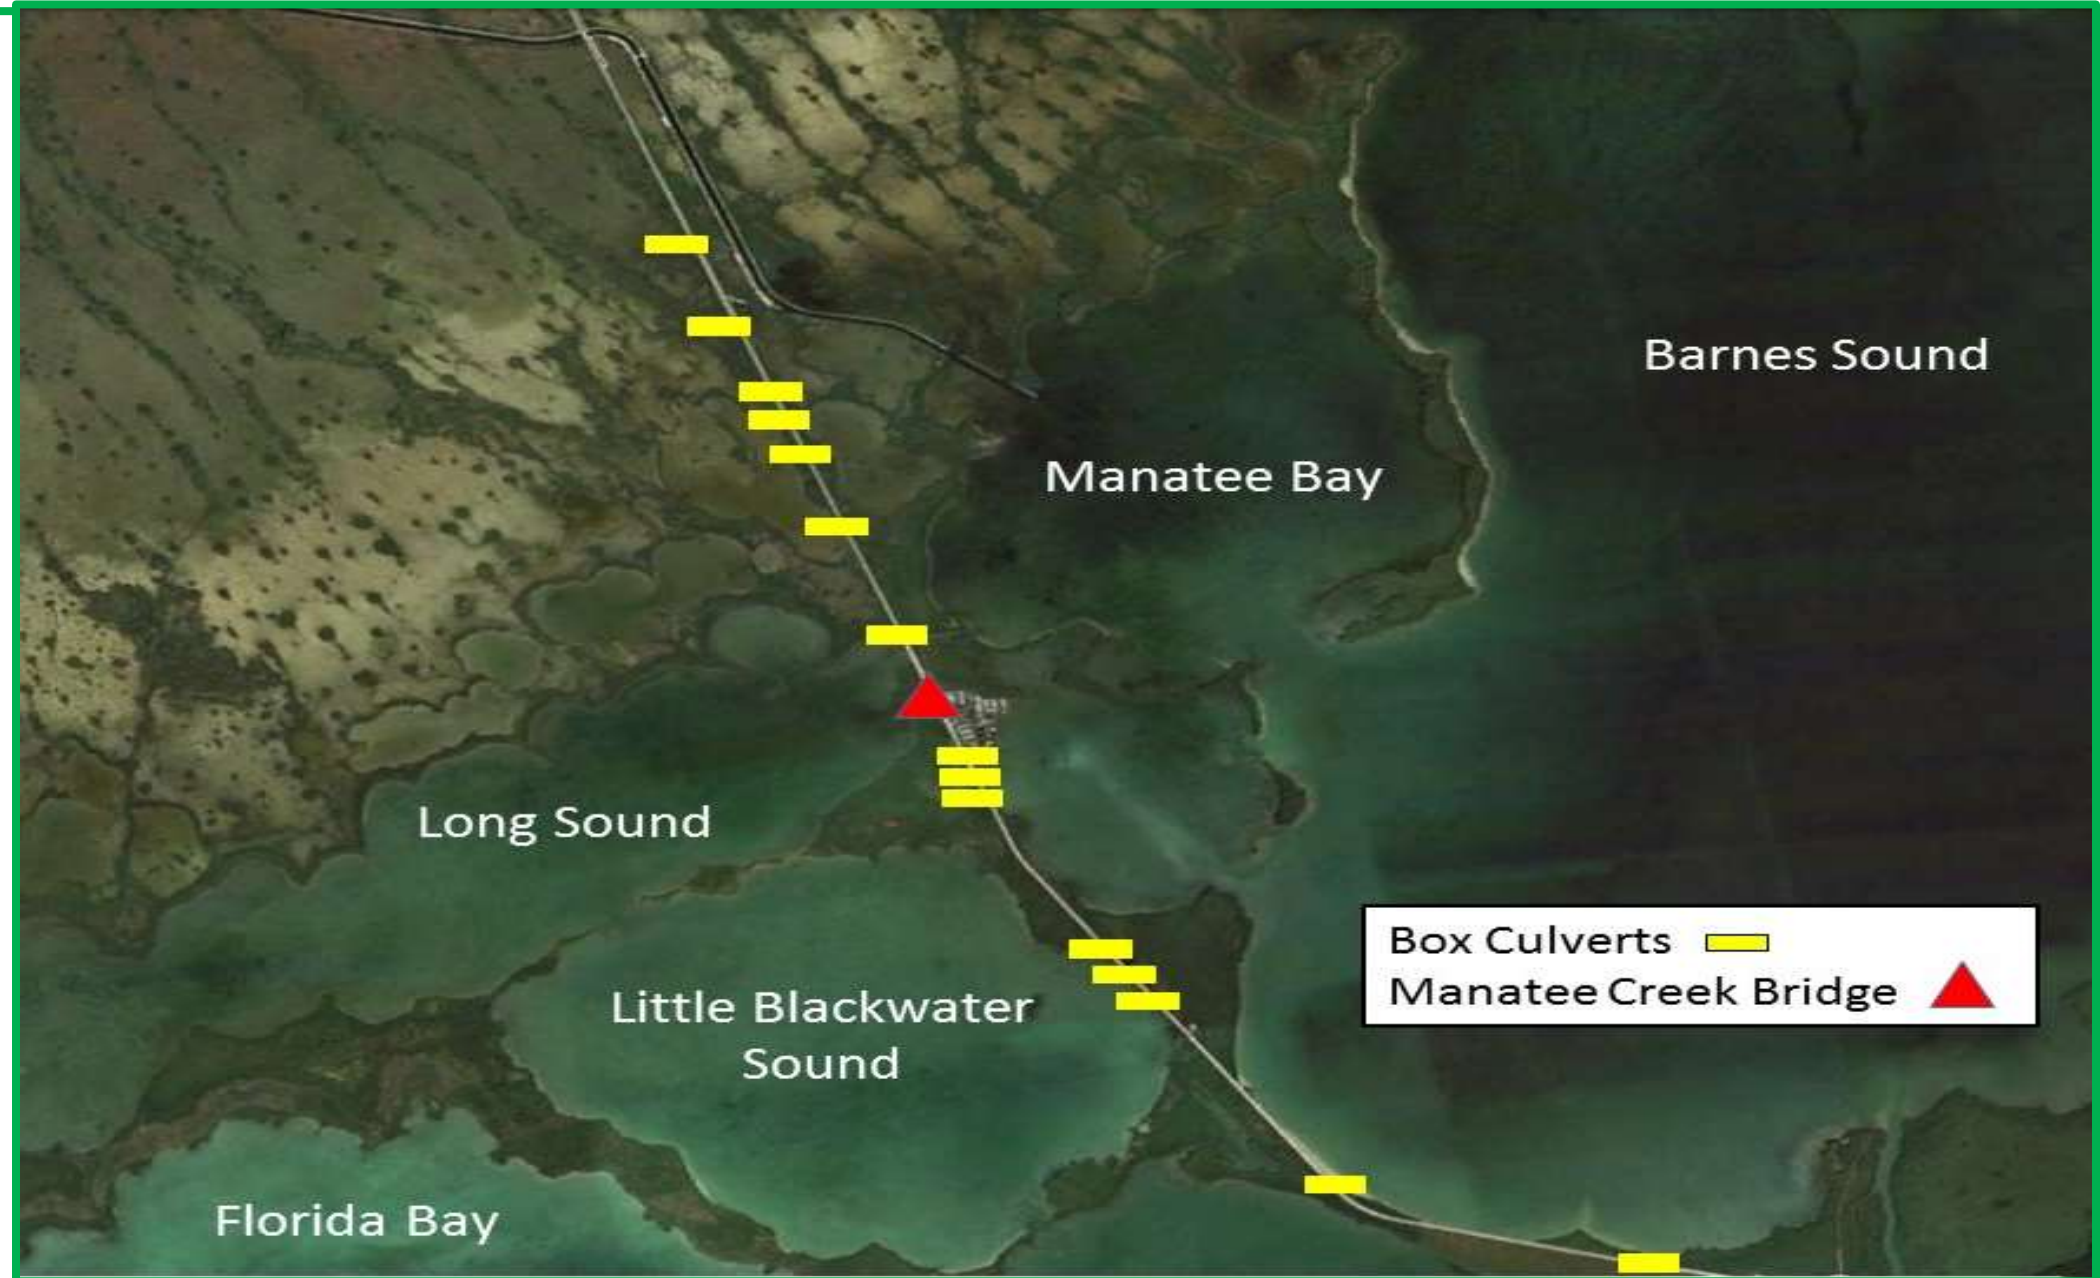 Barnes Sound
Manatee Bay
Long Sound
Little Blackwater
Sound
Florida Bay
Box Culverts
Manatee Creek Bridge